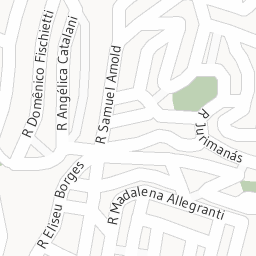 R Domênico Fischietti
R Angélica Catalani
R Samuel Arnold
R Jurimanás
R Eliseu Borges
R Madalena Allegranti